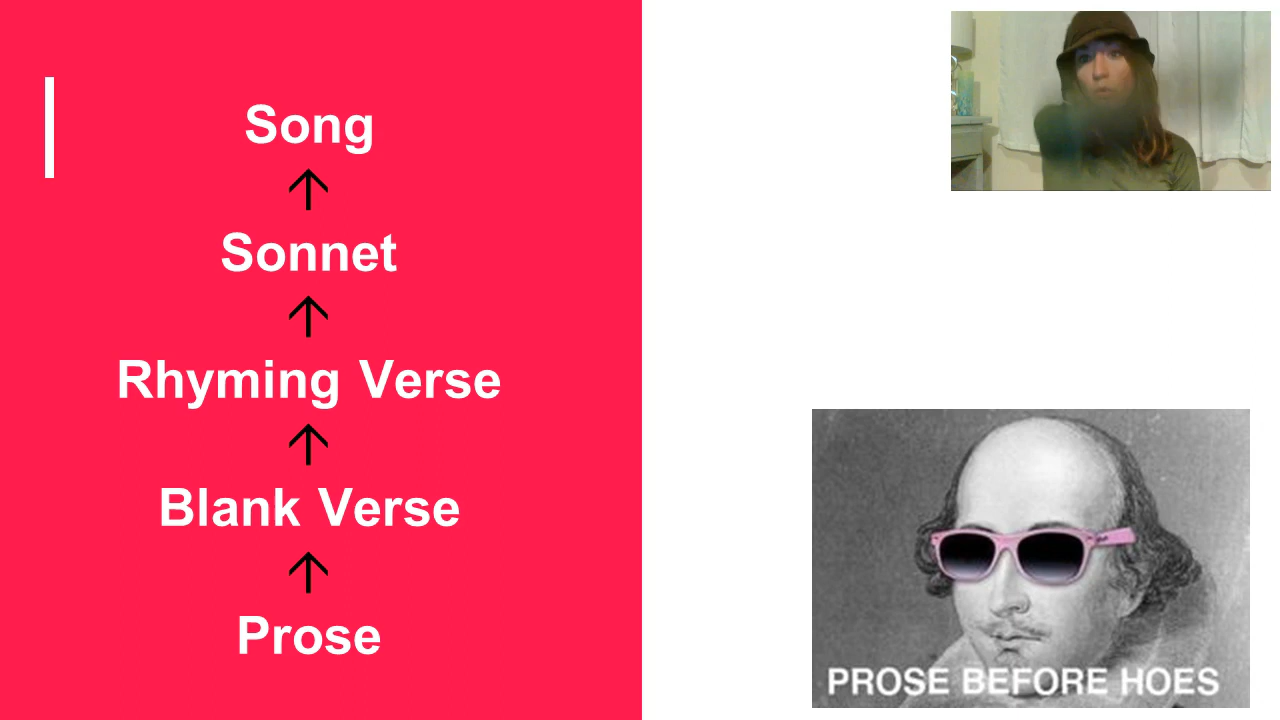 Song
Sonnet
Rhyming Verse
Blank Verse
Prose
PROSE BEFORE HOES